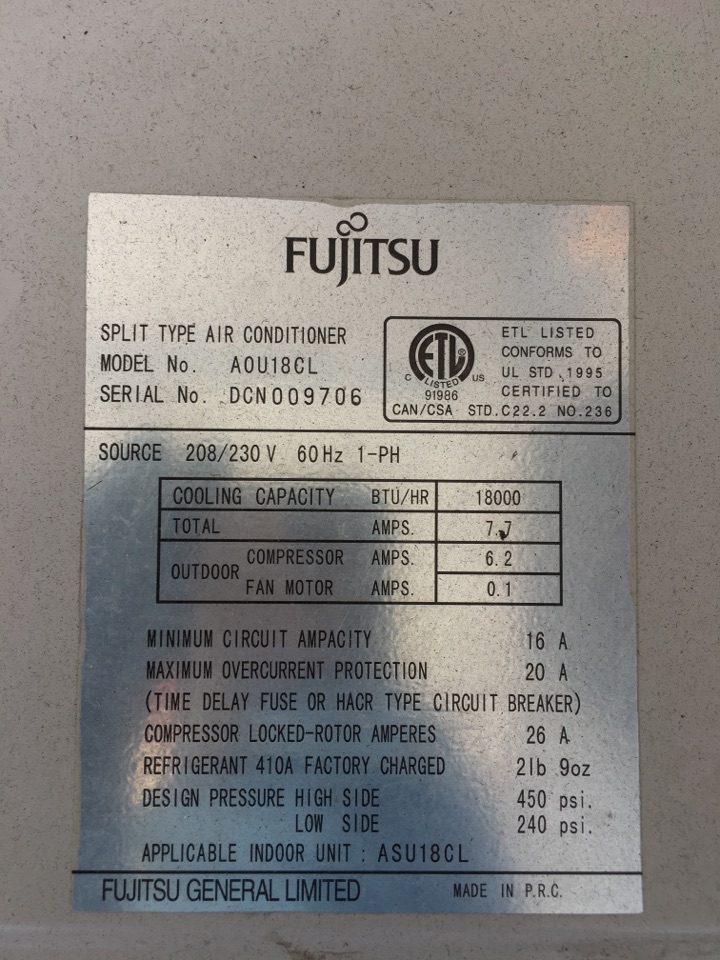 FUJITSU
SPLIT TYPE AIR CONDITIONER
MODEL No. AOU18CL
SERIAL No. DCN009706
ETL LISTED
CONFORMS TO
UL STD.1995
CERTIFIED TO
CAN/CSA STD.C22.2 NO.236
ETL ®
C LISTED US
91986
SOURCE 208/230V 60Hz 1-PH
COOLING CAPACITY BTU/HR 18000
TOTAL AMPS. 7.7
OUTDOOR COMPRESSOR AMPS. 6.2
FAN MOTOR AMPS. 0.1
MINIMUM CIRCUIT AMPACITY 16 A
MAXIMUM OVERCURRENT PROTECTION 20 A
(TIME DELAY FUSE OR HACR TYPE CIRCUIT BREAKER)
COMPRESSOR LOCKED-ROTOR AMPERES 26 A
REFRIGERANT 410A FACTORY CHARGED 2lb 9oz
DESIGN PRESSURE HIGH SIDE 450 psi.
LOW SIDE 240 psi.
APPLICABLE INDOOR UNIT : ASU18CL
FUJITSU GENERAL LIMITED MADE IN P.R.C.